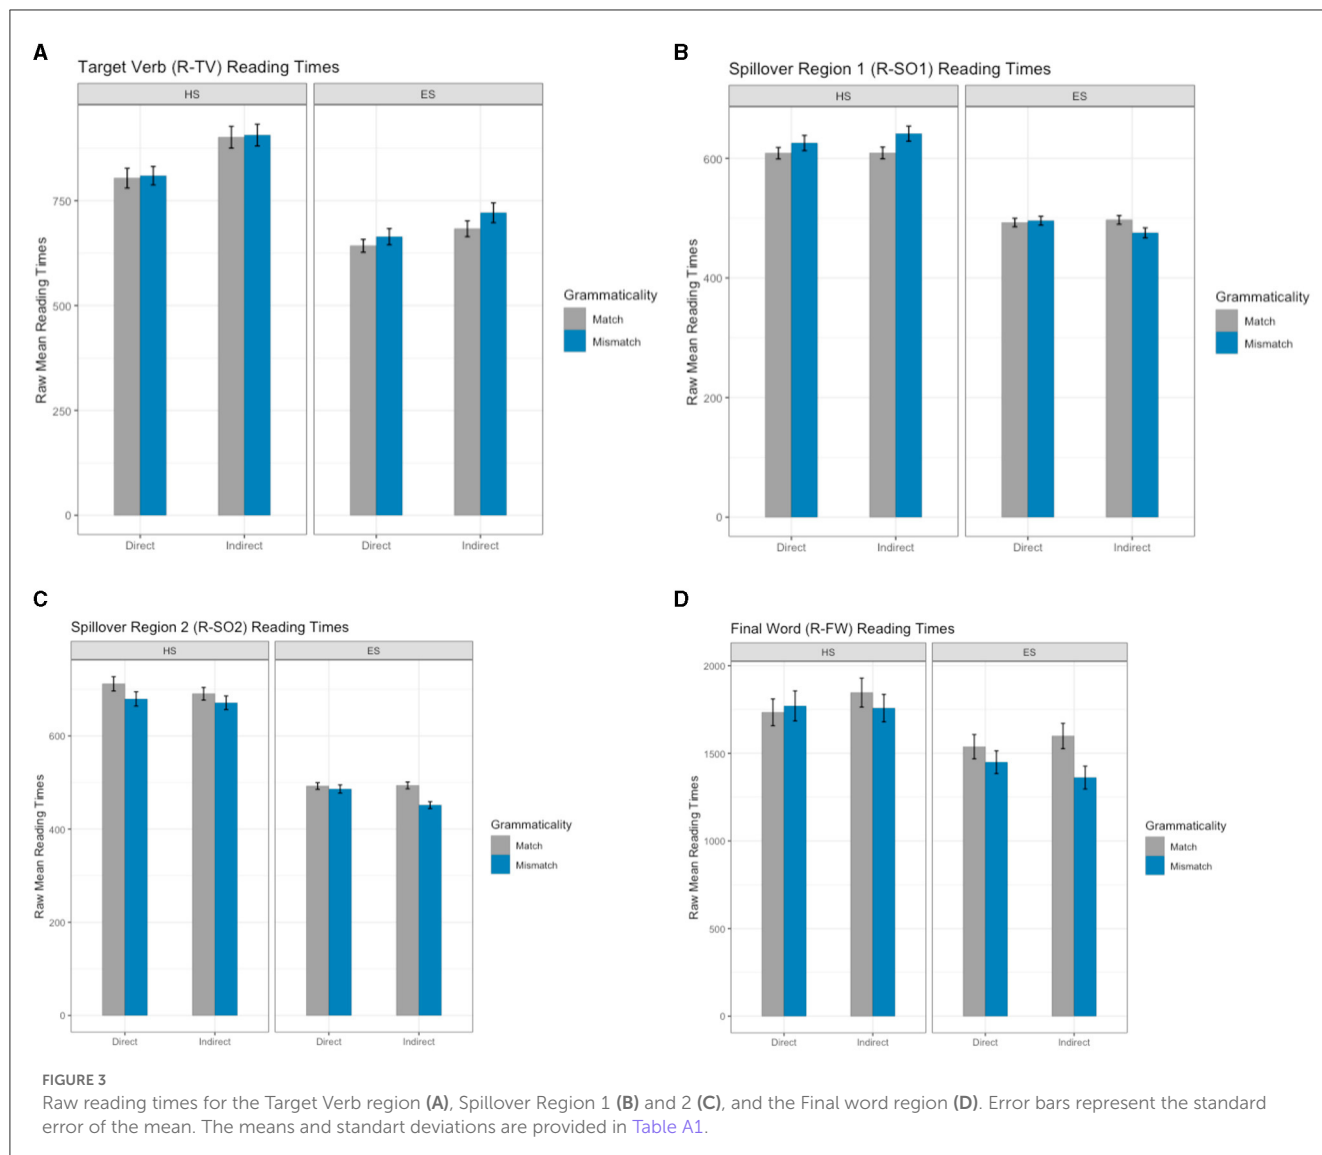 A
Target Verb (R-TV) Reading Times
HS
ES
Raw Mean Reading Times
750
500
250
0
Direct
Indirect
Direct
Indirect
Grammaticality
Match
Mismatch
B
Spillover Region 1 (R-SO1) Reading Times
HS
ES
Raw Mean Reading Times
600
400
200
0
Direct
Indirect
Direct
Indirect
Grammaticality
Match
Mismatch
C
Spillover Region 2 (R-SO2) Reading Times
HS
ES
Raw Mean Reading Times
600
400
200
0
Direct
Indirect
Direct
Indirect
Grammaticality
Match
Mismatch
D
Final Word (R-FW) Reading Times
HS
ES
Raw Mean Reading Times
2000
1500
1000
500
0
Direct
Indirect
Direct
Indirect
Grammaticality
Match
Mismatch
FIGURE 3
Raw reading times for the Target Verb region (A), Spillover Region 1 (B) and 2 (C), and the Final word region (D). Error bars represent the standard
error of the mean. The means and standart deviations are provided in Table A1.